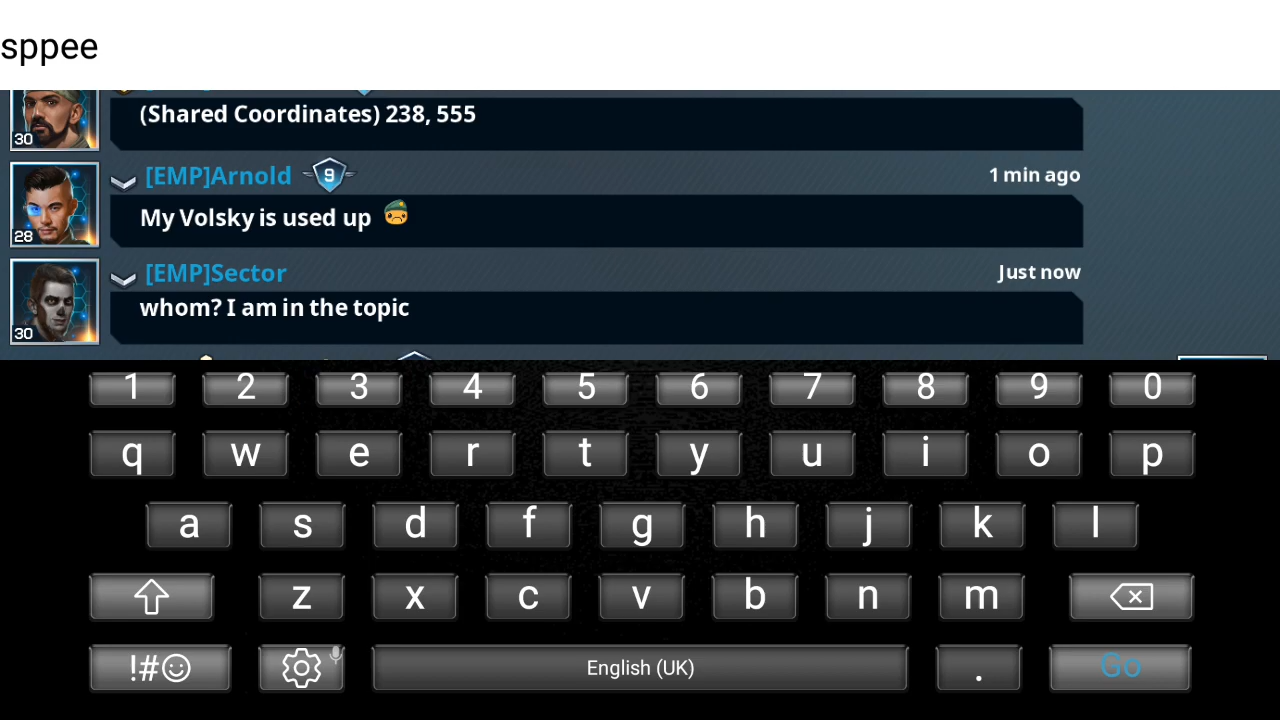 sppee
(Shared Coordinates) 238, 555
30
[EMP]Arnold 9 1 min ago
My Volsky is used up
28
[EMP]Sector Just now
whom? I am in the topic
30
1 2 3 4 5 6 7 8 9 0
q w e r t y u i o p
a s d f g h j k l
z x c v b n m
!#☺ English (UK) . Go